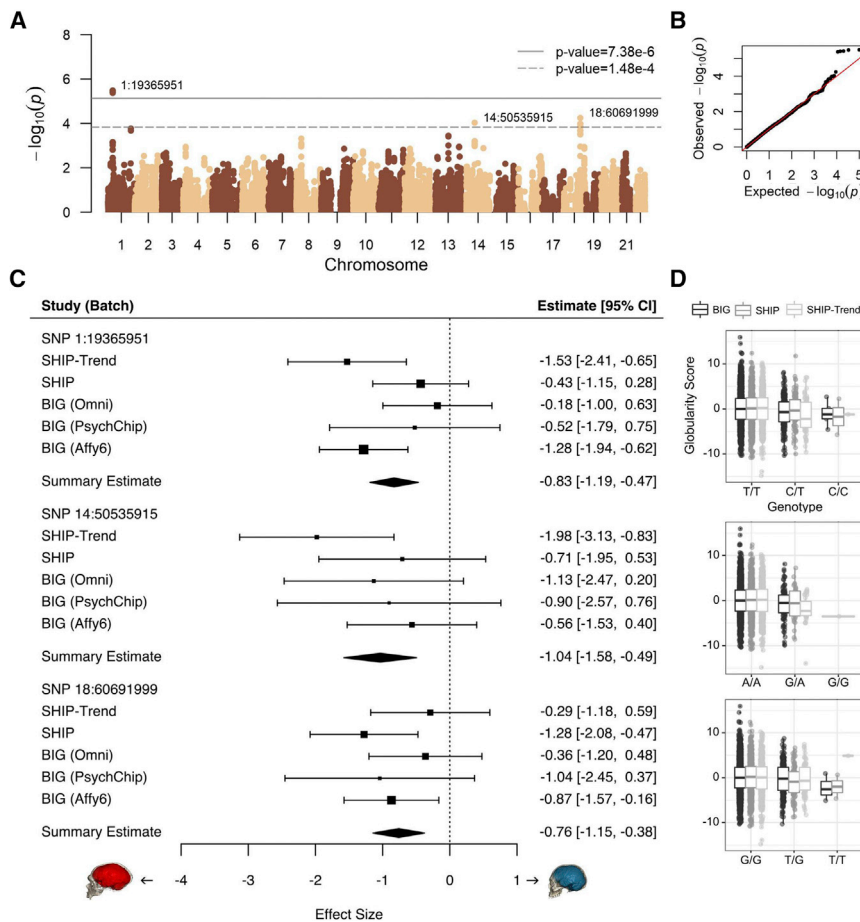 A
8
6
4
2
0
− log10(p)
1:19365951
p-value=7.38e-6
p-value=1.48e-4
14:50535915
18:60691999
1 2 3 4 5 6 7 8 9 10 12 13 14 15 17 19 21
Chromosome
B
Observed −log10(p)
4
2
0
0 1 2 3 4 5
Expected −log10(p)
C
Study (Batch) Estimate [95% CI]
SNP 1:19365951
SHIP-Trend -1.53 [-2.41, -0.65]
SHIP -0.43 [-1.15, 0.28]
BIG (Omni) -0.18 [-1.00, 0.63]
BIG (PsychChip) -0.52 [-1.79, 0.75]
BIG (Affy6) -1.28 [-1.94, -0.62]
Summary Estimate -0.83 [-1.19, -0.47]
SNP 14:50535915
SHIP-Trend -1.98 [-3.13, -0.83]
SHIP -0.71 [-1.95, 0.53]
BIG (Omni) -1.13 [-2.47, 0.20]
BIG (PsychChip) -0.90 [-2.57, 0.76]
BIG (Affy6) -0.56 [-1.53, 0.40]
Summary Estimate -1.04 [-1.58, -0.49]
SNP 18:60691999
SHIP-Trend -0.29 [-1.18, 0.59]
SHIP -1.28 [-2.08, -0.47]
BIG (Omni) -0.36 [-1.20, 0.48]
BIG (PsychChip) -1.04 [-2.45, 0.37]
BIG (Affy6) -0.87 [-1.57, -0.16]
Summary Estimate -0.76 [-1.15, -0.38]
← →
-4 -3 -2 -1 0 1
Effect Size
D
BIG SHIP SHIP-Trend
Globularity Score
10
0
-10
T/T C/T C/C
Genotype
10
0
-10
A/A G/A G/G
10
0
-10
G/G T/G T/T